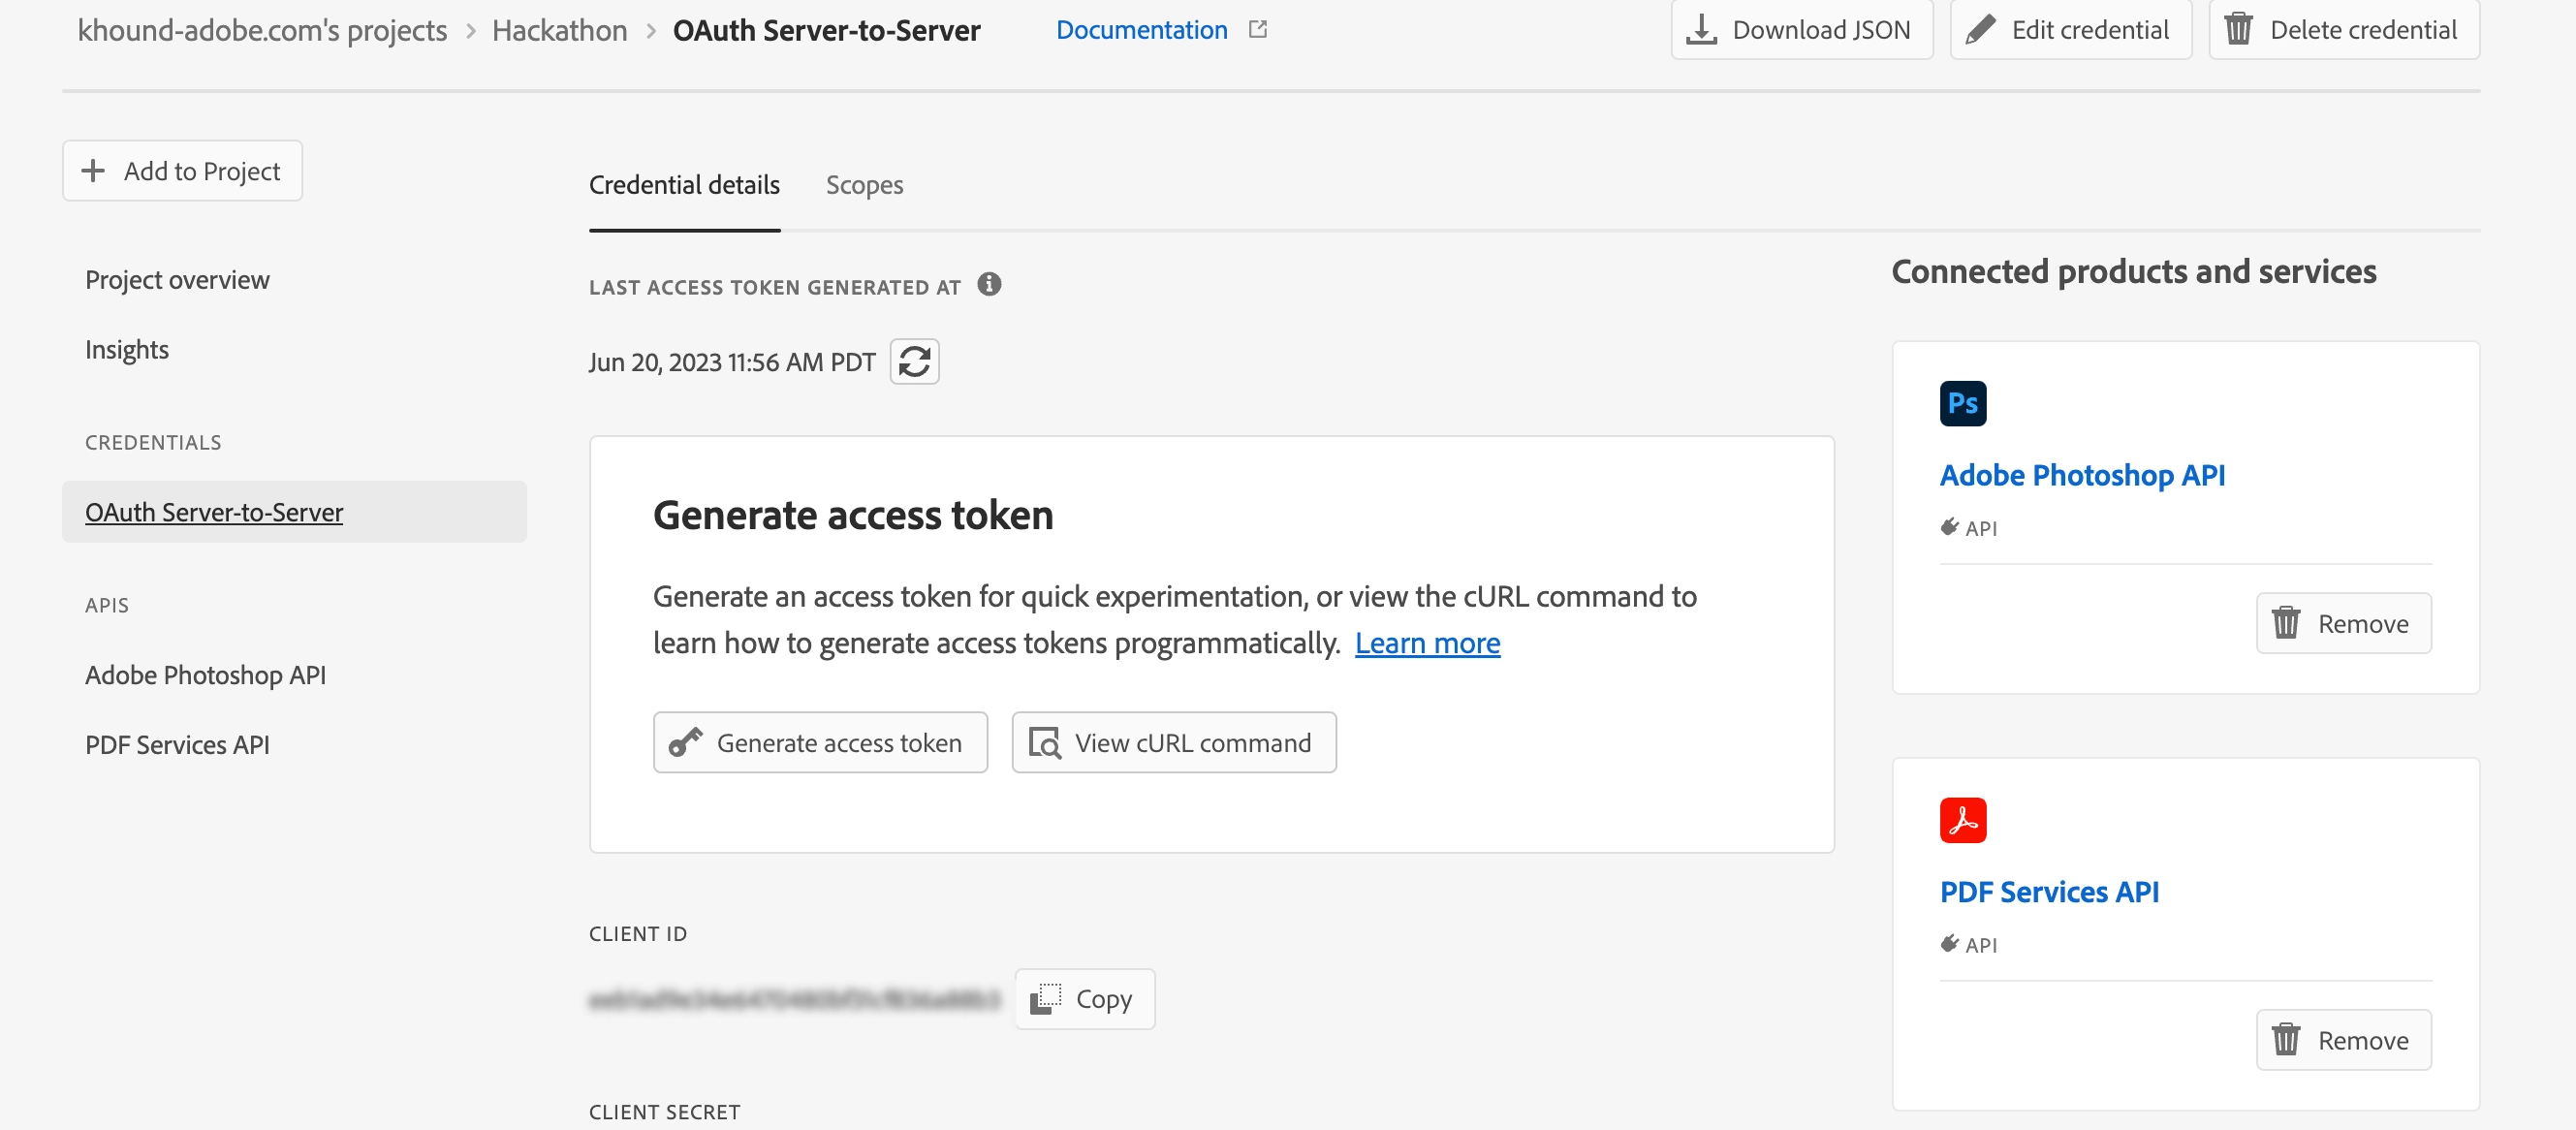 khound-adobe.com's projects > Hackathon > OAuth Server-to-Server Documentation
Download JSON Edit credential Delete credential
Add to Project
Project overview
Insights
CREDENTIALS
OAuth Server-to-Server
APIS
Adobe Photoshop API
PDF Services API
Credential details Scopes
LAST ACCESS TOKEN GENERATED AT
Jun 20, 2023 11:56 AM PDT
Generate access token
Generate an access token for quick experimentation, or view the cURL command to
learn how to generate access tokens programmatically. Learn more
Generate access token View cURL command
CLIENT ID
Copy
CLIENT SECRET
Connected products and services
Ps
Adobe Photoshop API
API
Remove
PDF Services API
API
Remove